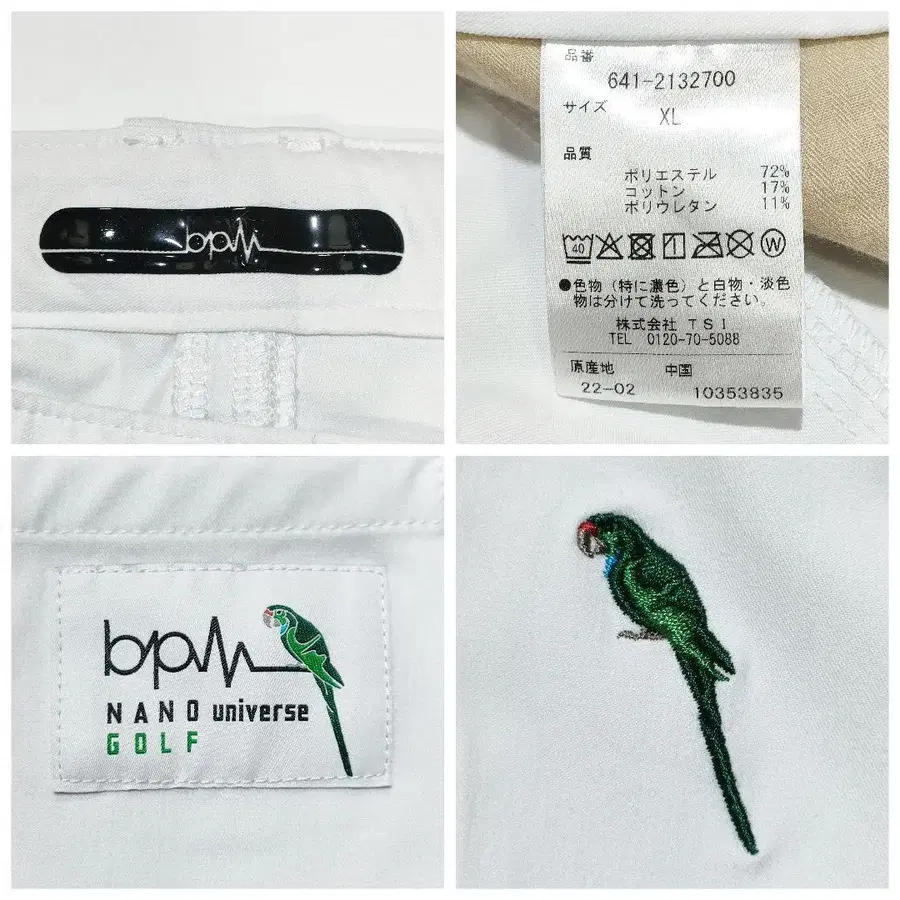 bpm
品番
641-2132700
サイズ
XL
品質
ポリエステル 72%
コットン 17%
ポリウレタン 11%
40 W
●色物(特に濃色)と白物・淡色
物は分けて洗ってください。
株式会社 TSI
TEL 0120-70-5088
原産地 中国
22-02 10353835
bpm
NANO universe
GOLF